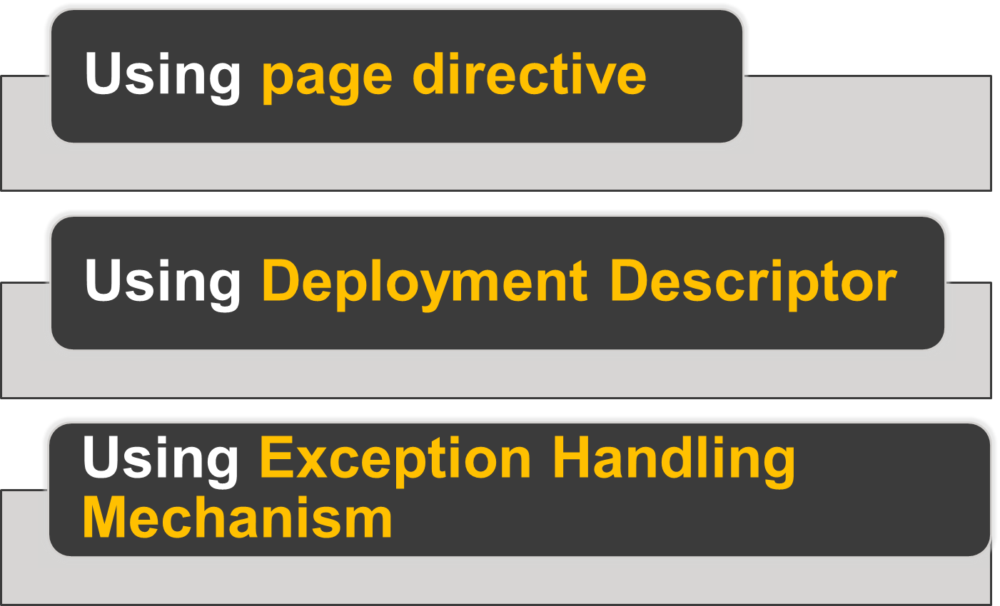 Using page directive
Using Deployment Descriptor
Using Exception Handling
Mechanism